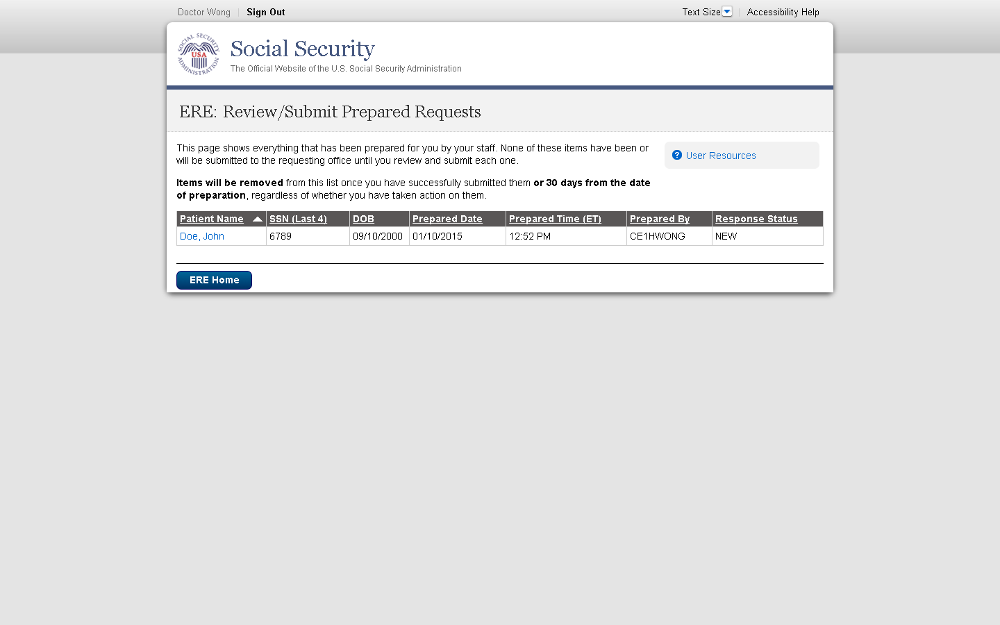 Doctor Wong Sign Out Text Size Accessibility Help
SOCIAL SECURITY ADMINISTRATION
USA
Social Security
The Official Website of the U.S. Social Security Administration
ERE: Review/Submit Prepared Requests
This page shows everything that has been prepared for you by your staff. None of these items have been or
will be submitted to the requesting office until you review and submit each one.
? User Resources
Items will be removed from this list once you have successfully submitted them or 30 days from the date
of preparation, regardless of whether you have taken action on them.
Patient Name SSN (Last 4) DOB Prepared Date Prepared Time (ET) Prepared By Response Status
Doe, John 6789 09/10/2000 01/10/2015 12:52 PM CE1HWONG NEW
ERE Home